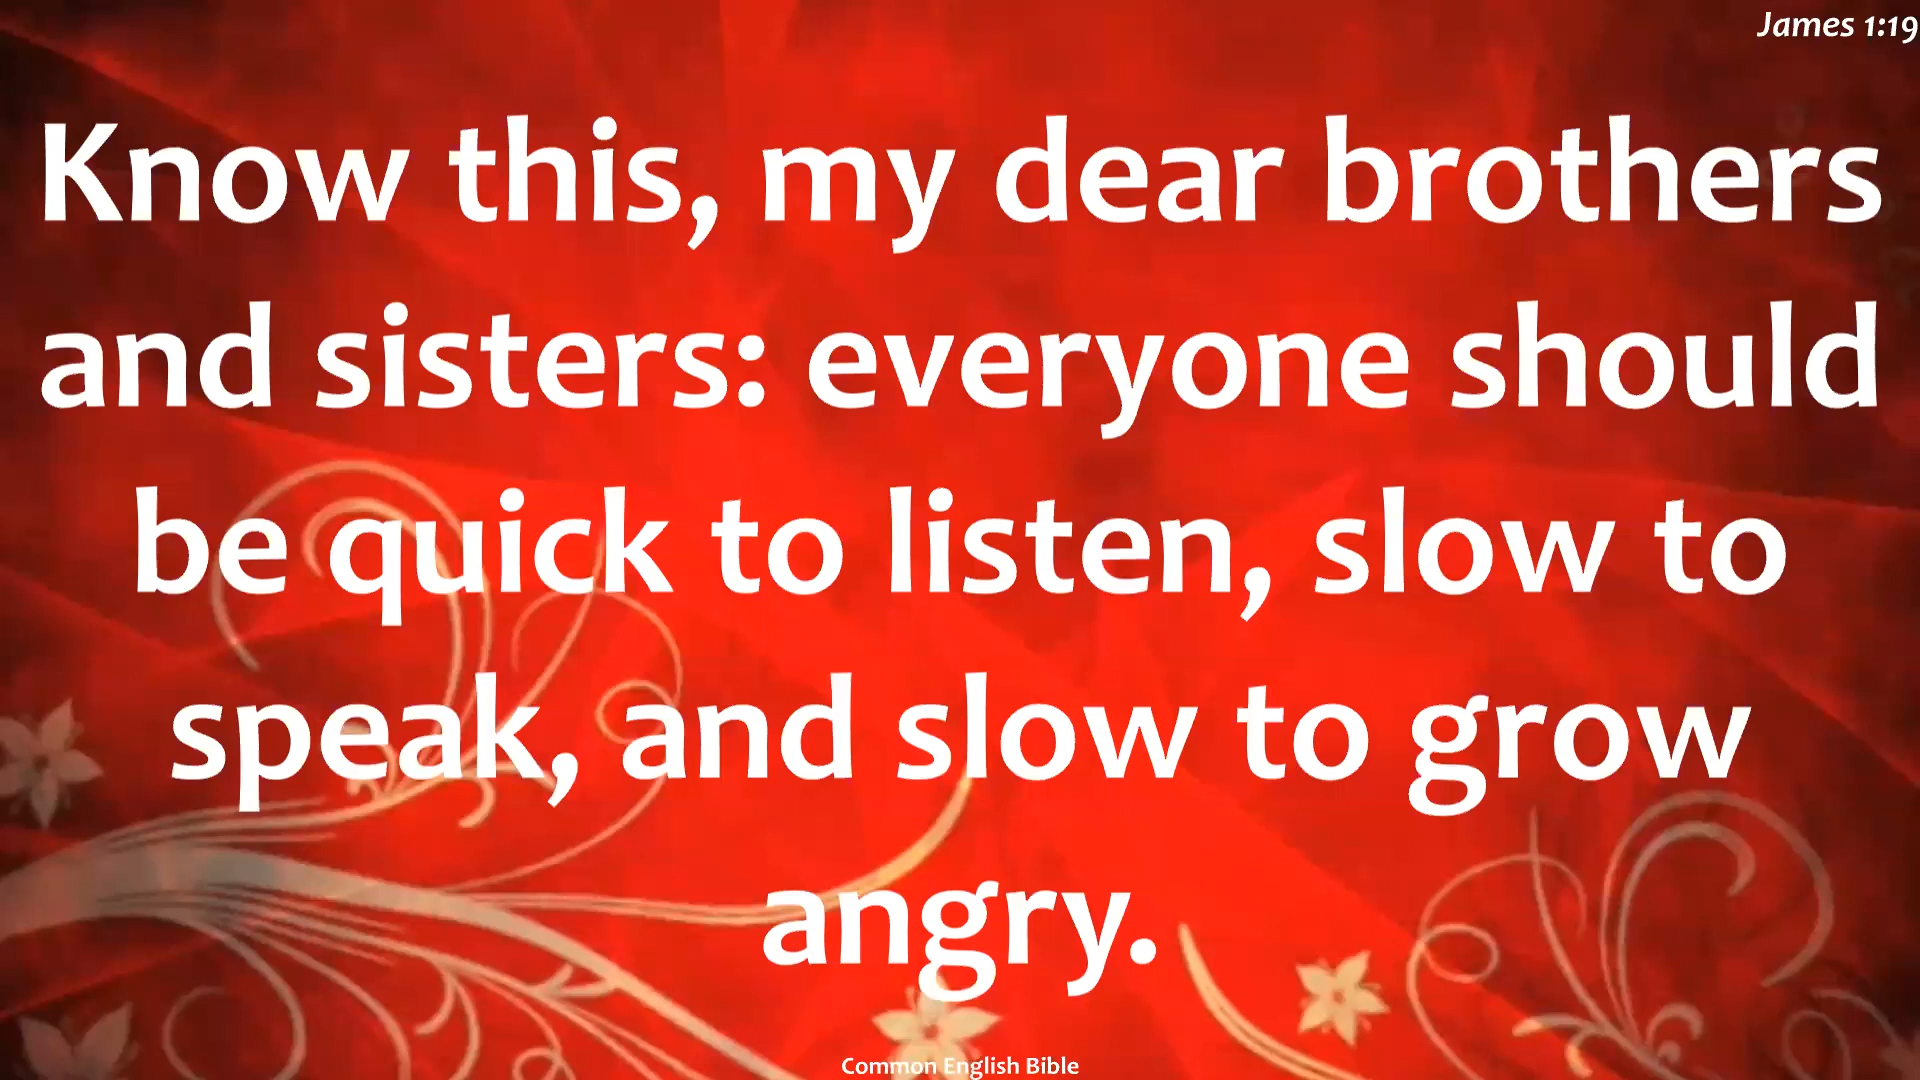 James 1:19
Know this, my dear brothers
and sisters: everyone should
be quick to listen, slow to
speak, and slow to grow
angry.
Common English Bible